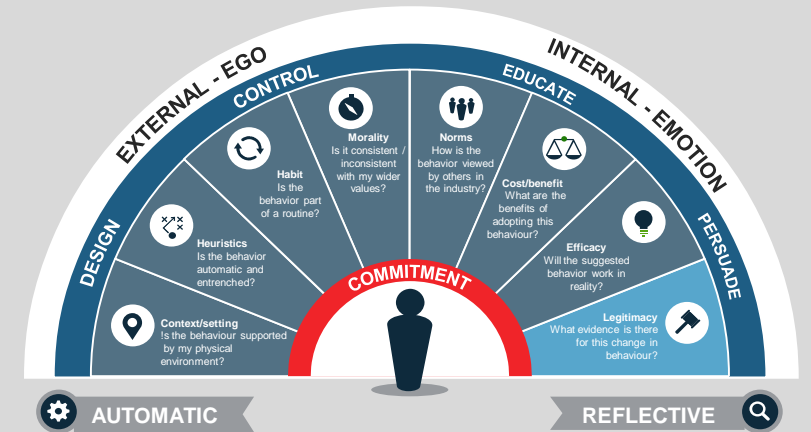 EXTERNAL - EGO
INTERNAL - EMOTION
DESIGN
CONTROL
EDUCATE
PERSUADE
Context/setting
Is the behaviour supported
by my physical
environment?
Heuristics
Is the behavior
automatic and
entrenched?
Habit
Is the
behavior part
of a routine?
Morality
Is it consistent /
inconsistent
with my wider
values?
Norms
How is the
behavior viewed
by others in
the industry?
Cost/benefit
What are the
benefits of
adopting this
behaviour?
Efficacy
Will the suggested
behavior work in
reality?
Legitimacy
What evidence is there
for this change in
behaviour?
COMMITMENT
AUTOMATIC
REFLECTIVE